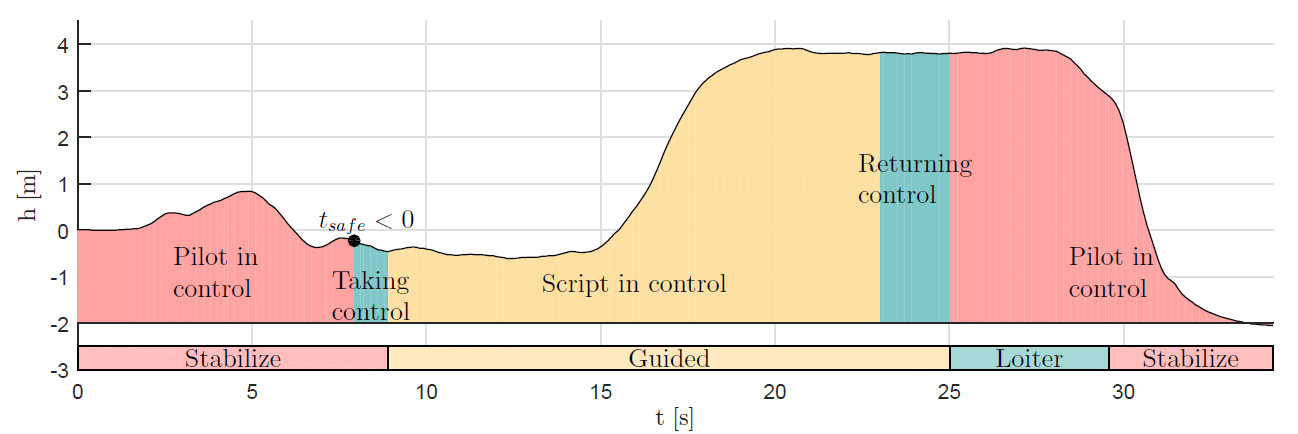 4
3
2
1
0
-1
-2
-3
h [m]
t_safe < 0
Pilot in
control
Taking
control
Script in control
Returning
control
Pilot in
control
Stabilize
Guided
Loiter
Stabilize
0 5 10 15 20 25 30
t [s]